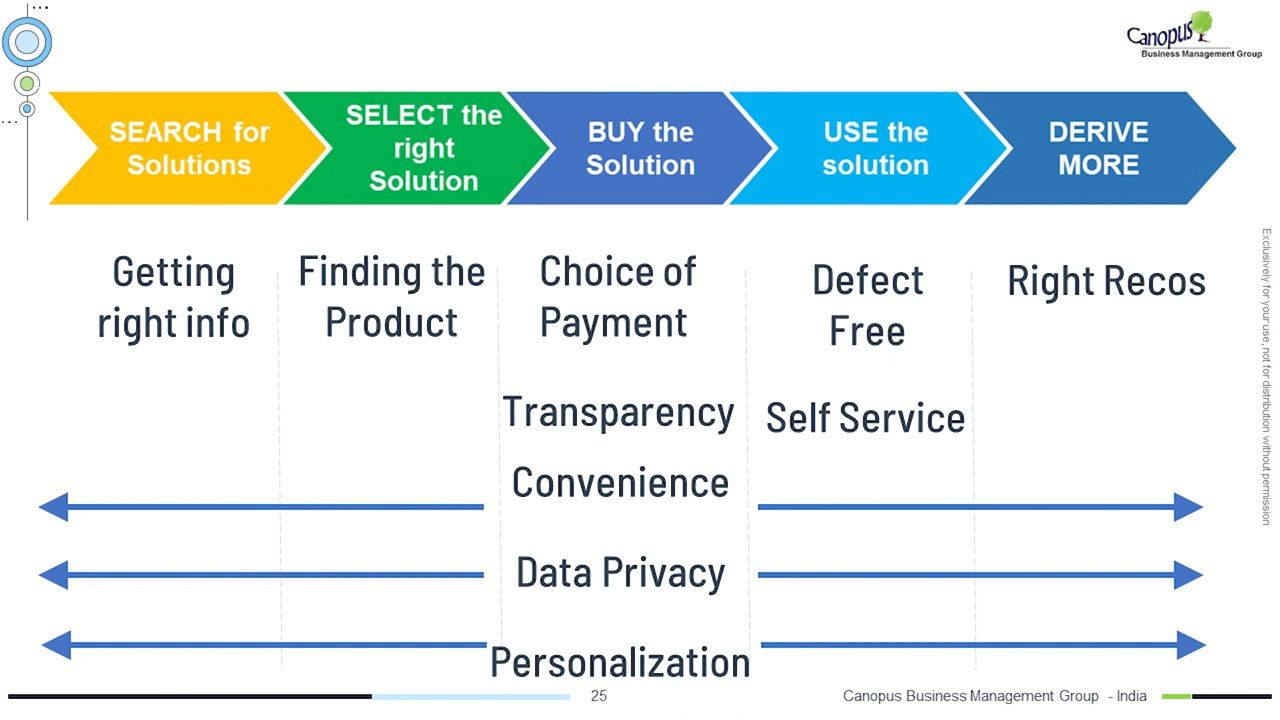 Canopus
Business Management Group
SEARCH for
Solutions
SELECT the
right
Solution
BUY the
Solution
USE the
solution
DERIVE
MORE
Getting
right info
Finding the
Product
Choice of
Payment
Defect
Free
Right Recos
Transparency
Self Service
Convenience
Data Privacy
Personalization
Exclusively for your use, not for distribution without permission
25
Canopus Business Management Group - India